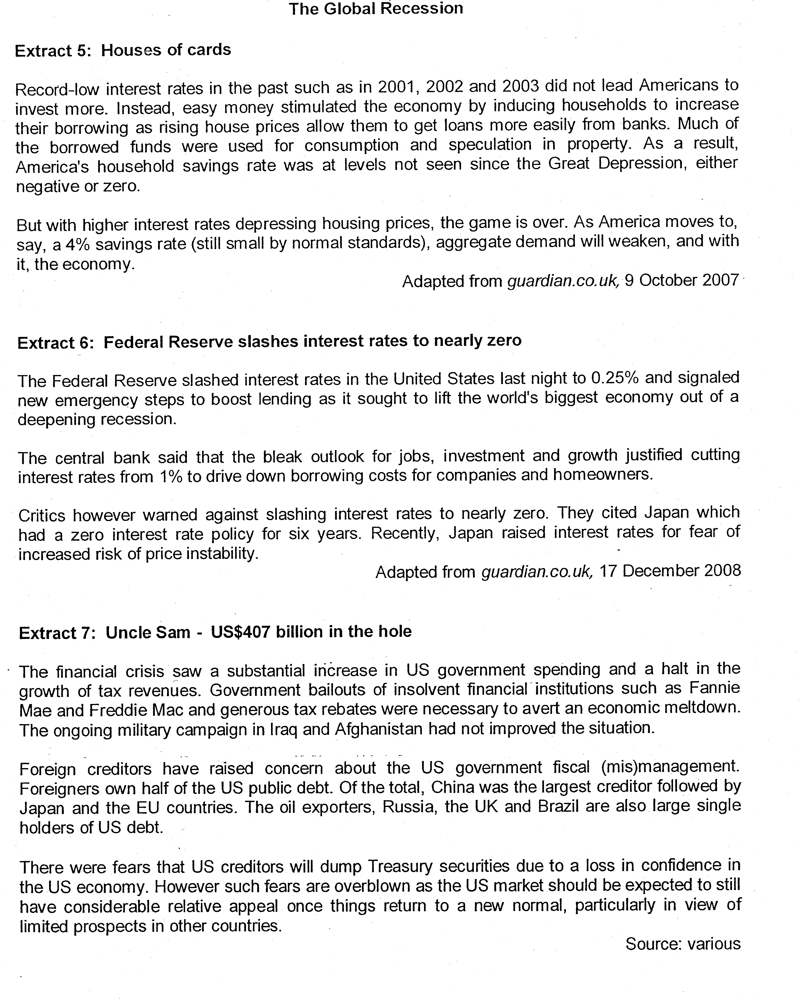 The Global Recession
Extract 5: Houses of cards
Record-low interest rates in the past such as in 2001, 2002 and 2003 did not lead Americans to
invest more. Instead, easy money stimulated the economy by inducing households to increase
their borrowing as rising house prices allow them to get loans more easily from banks. Much of
the borrowed funds were used for consumption and speculation in property. As a result,
America's household savings rate was at levels not seen since the Great Depression, either
negative or zero.
But with higher interest rates depressing housing prices, the game is over. As America moves to,
say, a 4% savings rate (still small by normal standards), aggregate demand will weaken, and with
it, the economy.
Adapted from guardian.co.uk, 9 October 2007
Extract 6: Federal Reserve slashes interest rates to nearly zero
The Federal Reserve slashed interest rates in the United States last night to 0.25% and signaled
new emergency steps to boost lending as it sought to lift the world's biggest economy out of a
deepening recession.
The central bank said that the bleak outlook for jobs, investment and growth justified cutting
interest rates from 1% to drive down borrowing costs for companies and homeowners.
Critics however warned against slashing interest rates to nearly zero. They cited Japan which
had a zero interest rate policy for six years. Recently, Japan raised interest rates for fear of
increased risk of price instability.
Adapted from guardian.co.uk, 17 December 2008
Extract 7: Uncle Sam - US$407 billion in the hole
The financial crisis saw a substantial increase in US government spending and a halt in the
growth of tax revenues. Government bailouts of insolvent financial institutions such as Fannie
Mae and Freddie Mac and generous tax rebates were necessary to avert an economic meltdown.
The ongoing military campaign in Iraq and Afghanistan had not improved the situation.
Foreign creditors have raised concern about the US government fiscal (mis)management.
Foreigners own half of the US public debt. Of the total, China was the largest creditor followed by
Japan and the EU countries. The oil exporters, Russia, the UK and Brazil are also large single
holders of US debt.
There were fears that US creditors will dump Treasury securities due to a loss in confidence in
the US economy. However such fears are overblown as the US market should be expected to still
have considerable relative appeal once things return to a new normal, particularly in view of
limited prospects in other countries.
Source: various